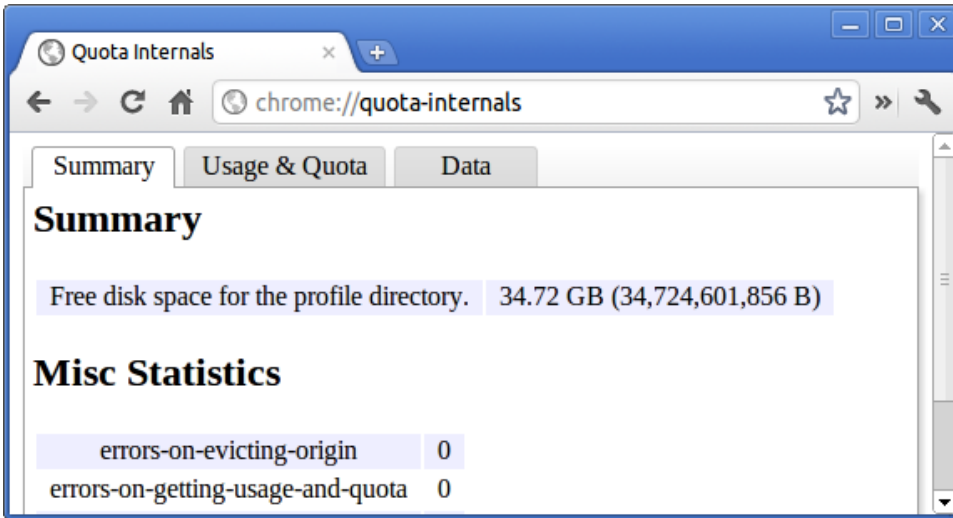 Quota Internals
chrome://quota-internals
Summary Usage & Quota Data
Summary
Free disk space for the profile directory. 34.72 GB (34,724,601,856 B)
Misc Statistics
errors-on-evicting-origin 0
errors-on-getting-usage-and-quota 0